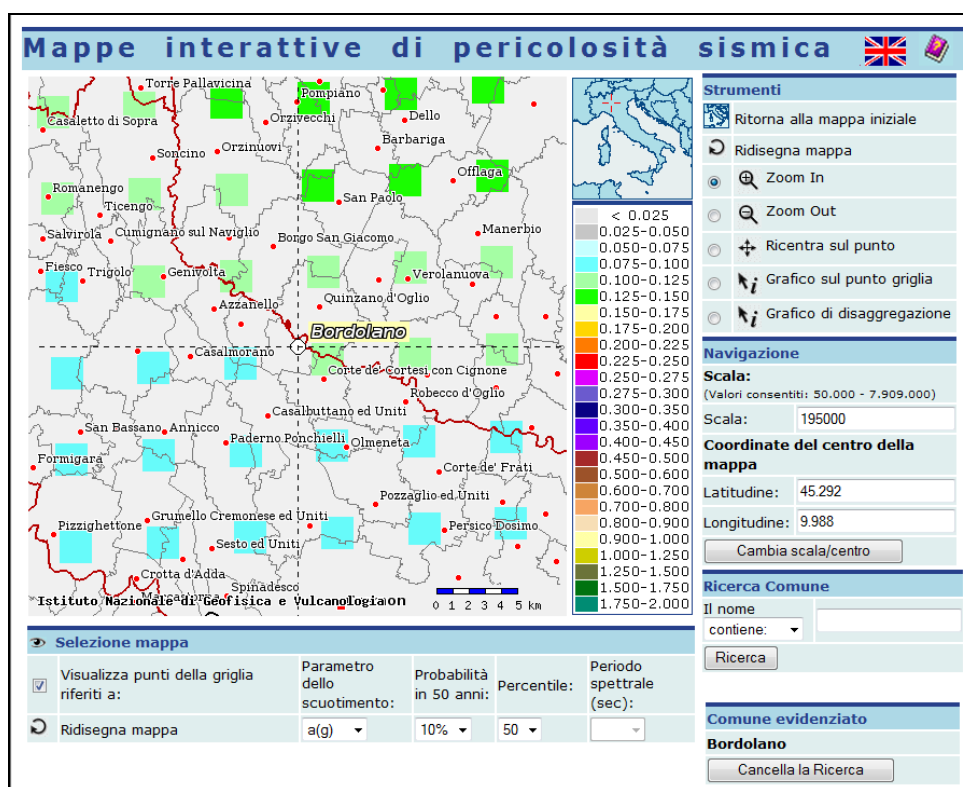 Mappe interattive di pericolosità sismica
Torre Pallavicina
Pompiano
Casaletto di Sopra
Orzivecchi
Dello
Barbariga
Soncino
Orzinuovi
Offlaga
Romanengo
San Paolo
Ticengo
Salvirola
Cumignano sul Naviglio
Borgo San Giacomo
Manerbio
Fiesco
Trigolo
Genivolta
Verolanuova
Azzanello
Quinzano d'Oglio
Bordolano
Casalmorano
Corte de' Cortesi con Cignone
Robecco d'Oglio
Casalbuttano ed Uniti
San Bassano
Annicco
Paderno Ponchielli
Olmeneta
Formigara
Corte de' Frati
Pozzaglio ed Uniti
Pizzighettone
Grumello Cremonese ed Uniti
Persico Dosimo
Sesto ed Uniti
Crotta d'Adda
Spinadesco
Istituto Nazionale di Geofisica e Vulcanologia
0 1 2 3 4 5 km
< 0.025
0.025-0.050
0.050-0.075
0.075-0.100
0.100-0.125
0.125-0.150
0.150-0.175
0.175-0.200
0.200-0.225
0.225-0.250
0.250-0.275
0.275-0.300
0.300-0.350
0.350-0.400
0.400-0.450
0.450-0.500
0.500-0.600
0.600-0.700
0.700-0.800
0.800-0.900
0.900-1.000
1.000-1.250
1.250-1.500
1.500-1.750
1.750-2.000
Strumenti
Ritorna alla mappa iniziale
Ridisegna mappa
Zoom In
Zoom Out
Ricentra sul punto
Grafico sul punto griglia
Grafico di disaggregazione
Navigazione
Scala:
(Valori consentiti: 50.000 - 7.909.000)
Scala: 195000
Coordinate del centro della
mappa
Latitudine: 45.292
Longitudine: 9.988
Cambia scala/centro
Ricerca Comune
Il nome
contiene:
Ricerca
Comune evidenziato
Bordolano
Cancella la Ricerca
Selezione mappa
Visualizza punti della griglia
riferiti a:
Parametro
dello
scuotimento:
Probabilità
in 50 anni:
Percentile:
Periodo
spettrale
(sec):
Ridisegna mappa
a(g)
10%
50